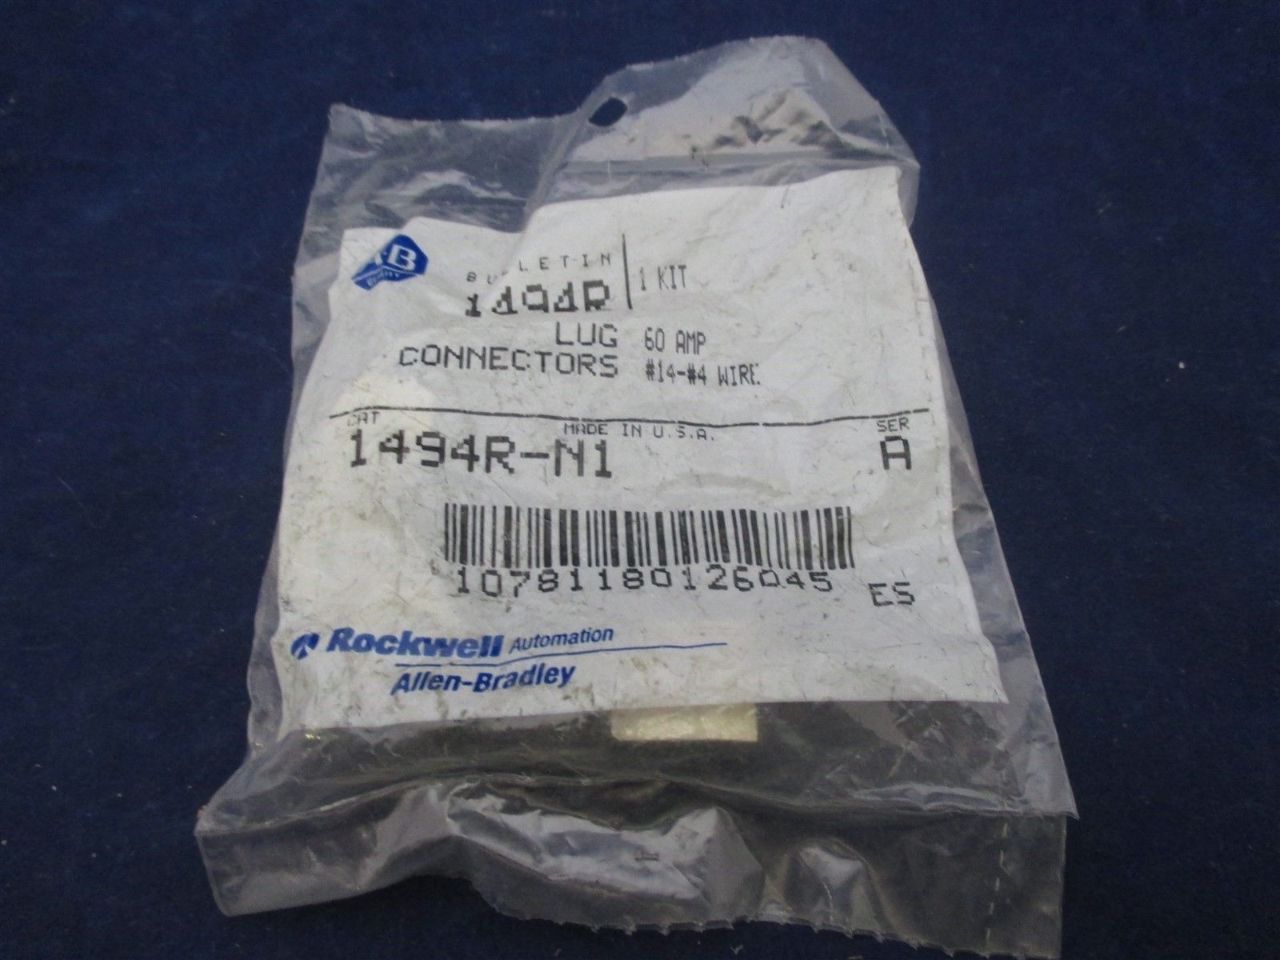 A-B
QUALITY
BULLETIN
1494R
1 KIT
LUG
CONNECTORS
60 AMP
#14-#4 WIRE.
CAT
1494R-N1
MADE IN U.S.A.
SER
A
10781180126045
ES
Rockwell Automation
Allen-Bradley